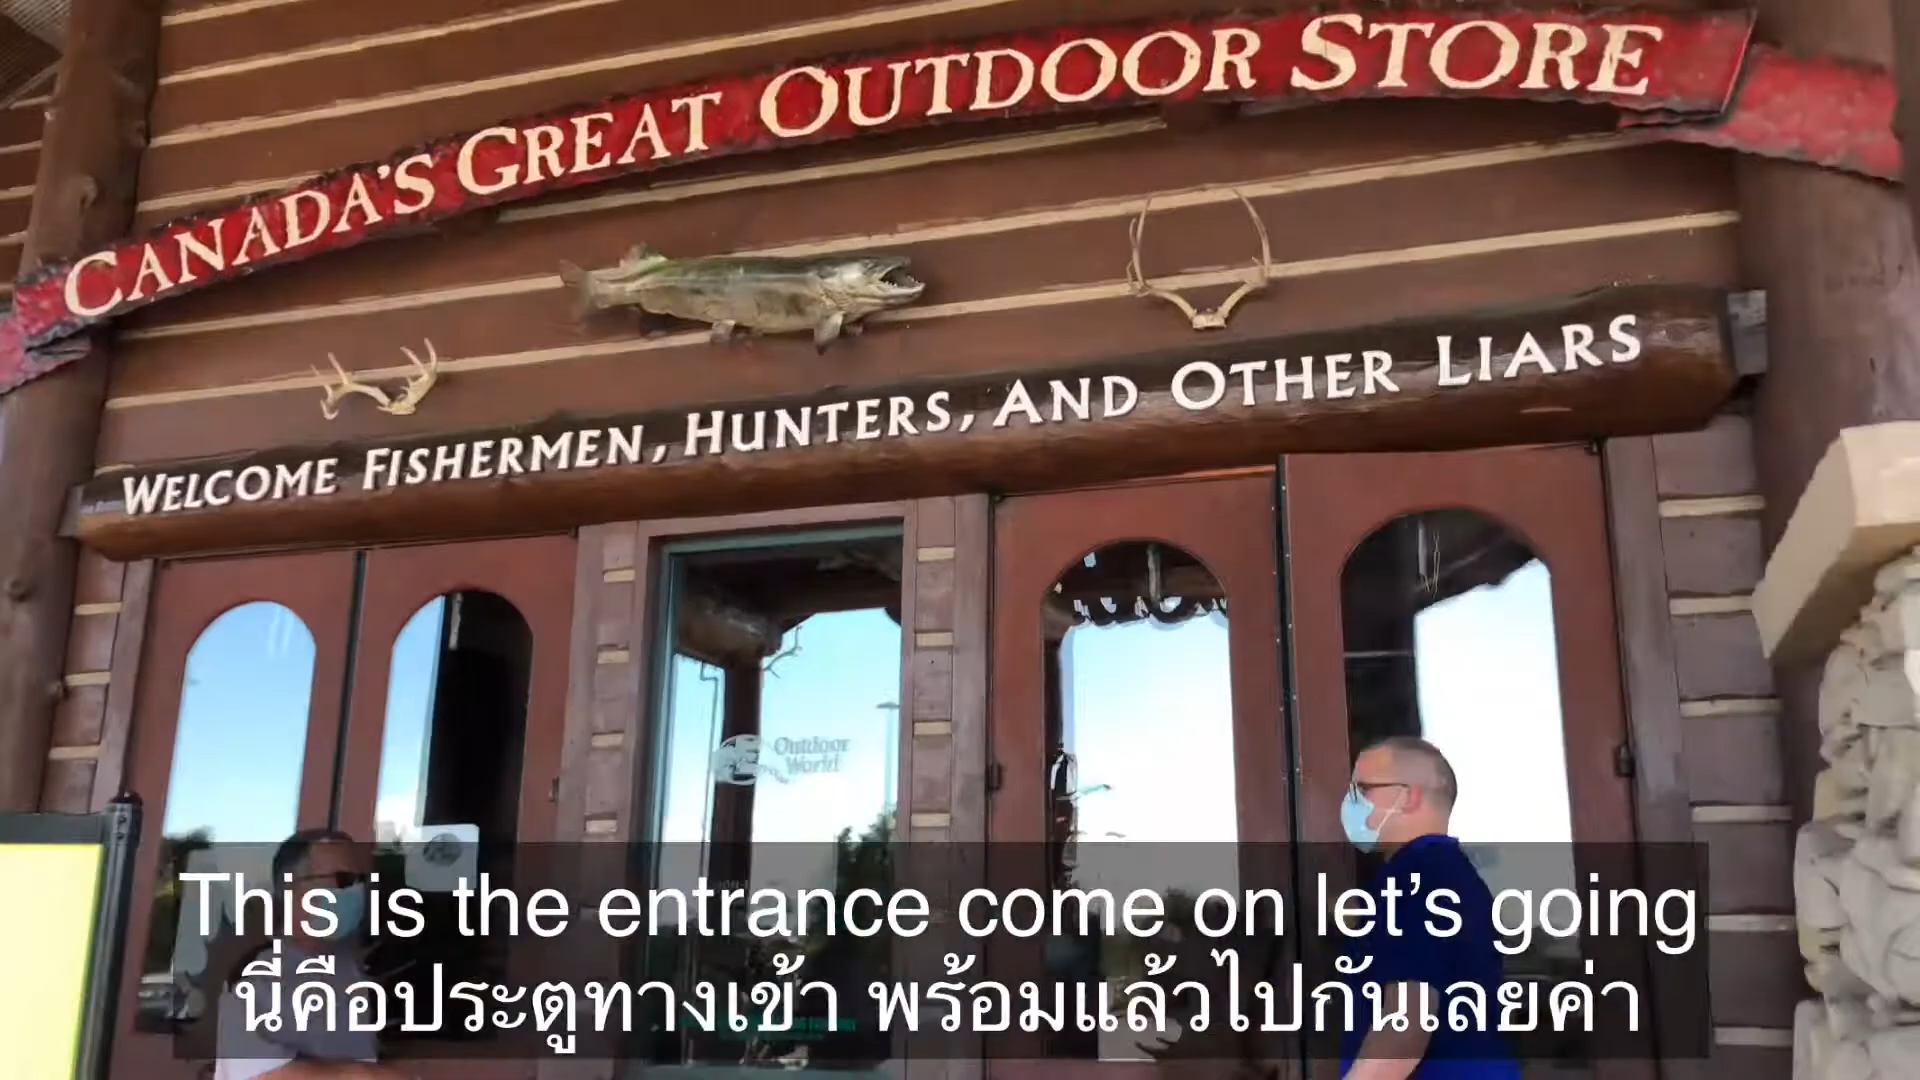 CANADA'S GREAT OUTDOOR STORE
WELCOME FISHERMEN, HUNTERS, AND OTHER LIARS
Outdoor
World
This is the entrance come on let's going
นี่คือประตูทางเข้า พร้อมแล้วไปกันเลยค่า